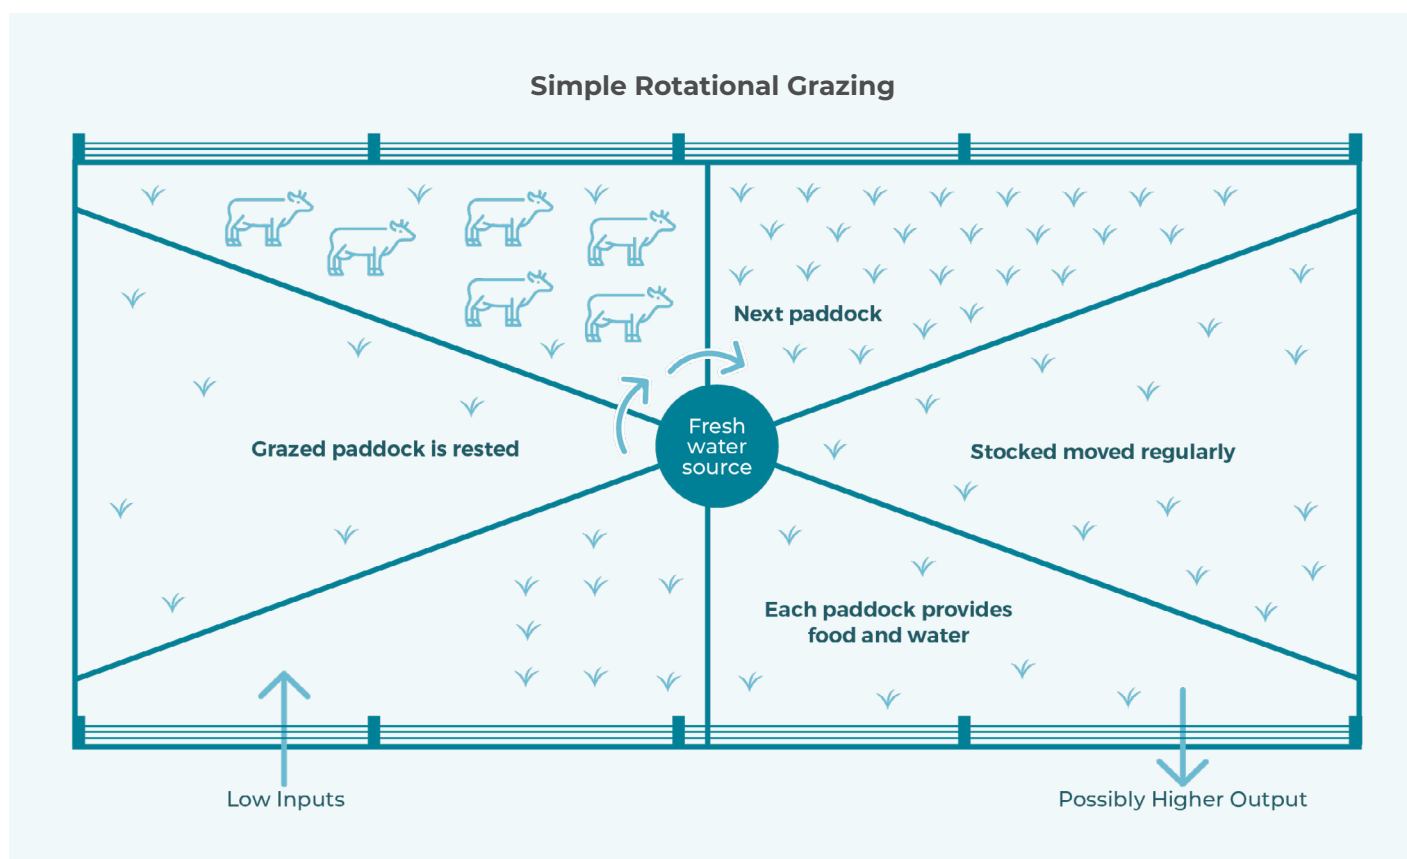 Simple Rotational Grazing
Next paddock
Fresh
water
source
Grazed paddock is rested
Stocked moved regularly
Each paddock provides
food and water
Low Inputs
Possibly Higher Output